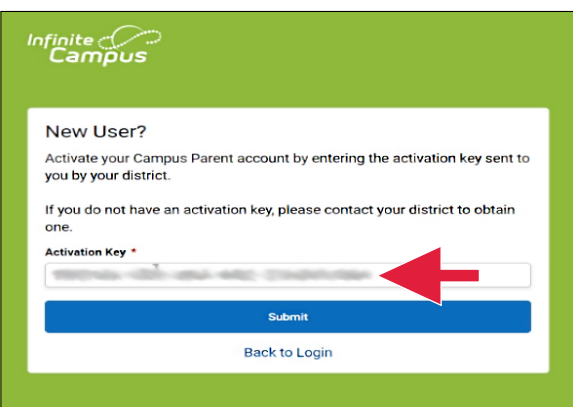 Infinite
Campus
New User?
Activate your Campus Parent account by entering the activation key sent to
you by your district.
If you do not have an activation key, please contact your district to obtain
one.
Activation Key *
Submit
Back to Login